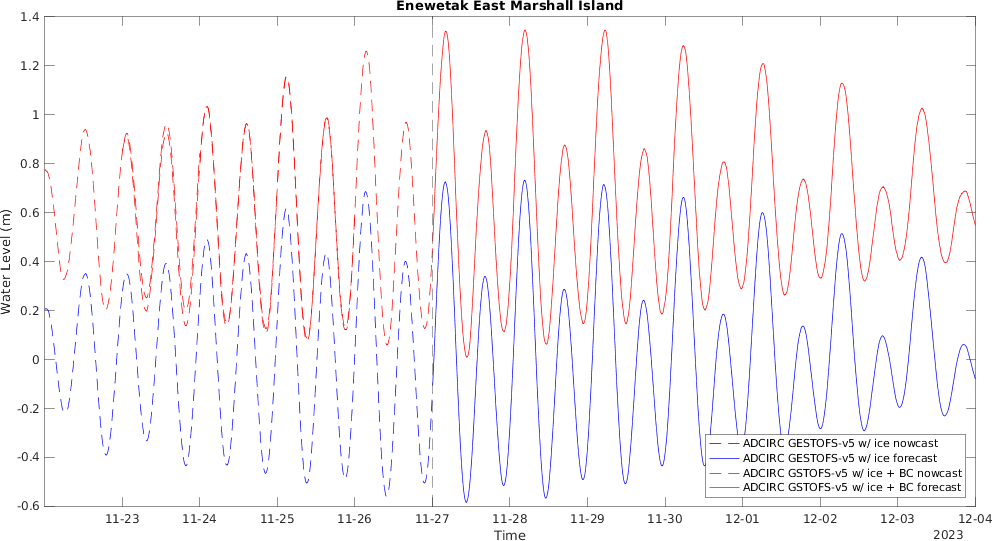 Enewetak East Marshall Island
1.4
1.2
1
0.8
0.6
0.4
0.2
0
-0.2
-0.4
-0.6
Water Level (m)
ADCIRC GESTOFS-v5 w/ ice nowcast
ADCIRC GESTOFS-v5 w/ ice forecast
ADCIRC GSTOFS-v5 w/ ice + BC nowcast
ADCIRC GSTOFS-v5 w/ ice + BC forecast
11-23 11-24 11-25 11-26 11-27 11-28 11-29 11-30 12-01 12-02 12-03 12-04
Time
2023